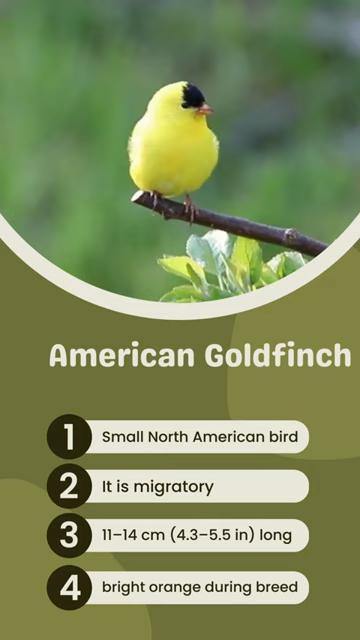 American Goldfinch
1 Small North American bird
2 It is migratory
3 11–14 cm (4.3–5.5 in) long
4 bright orange during breed